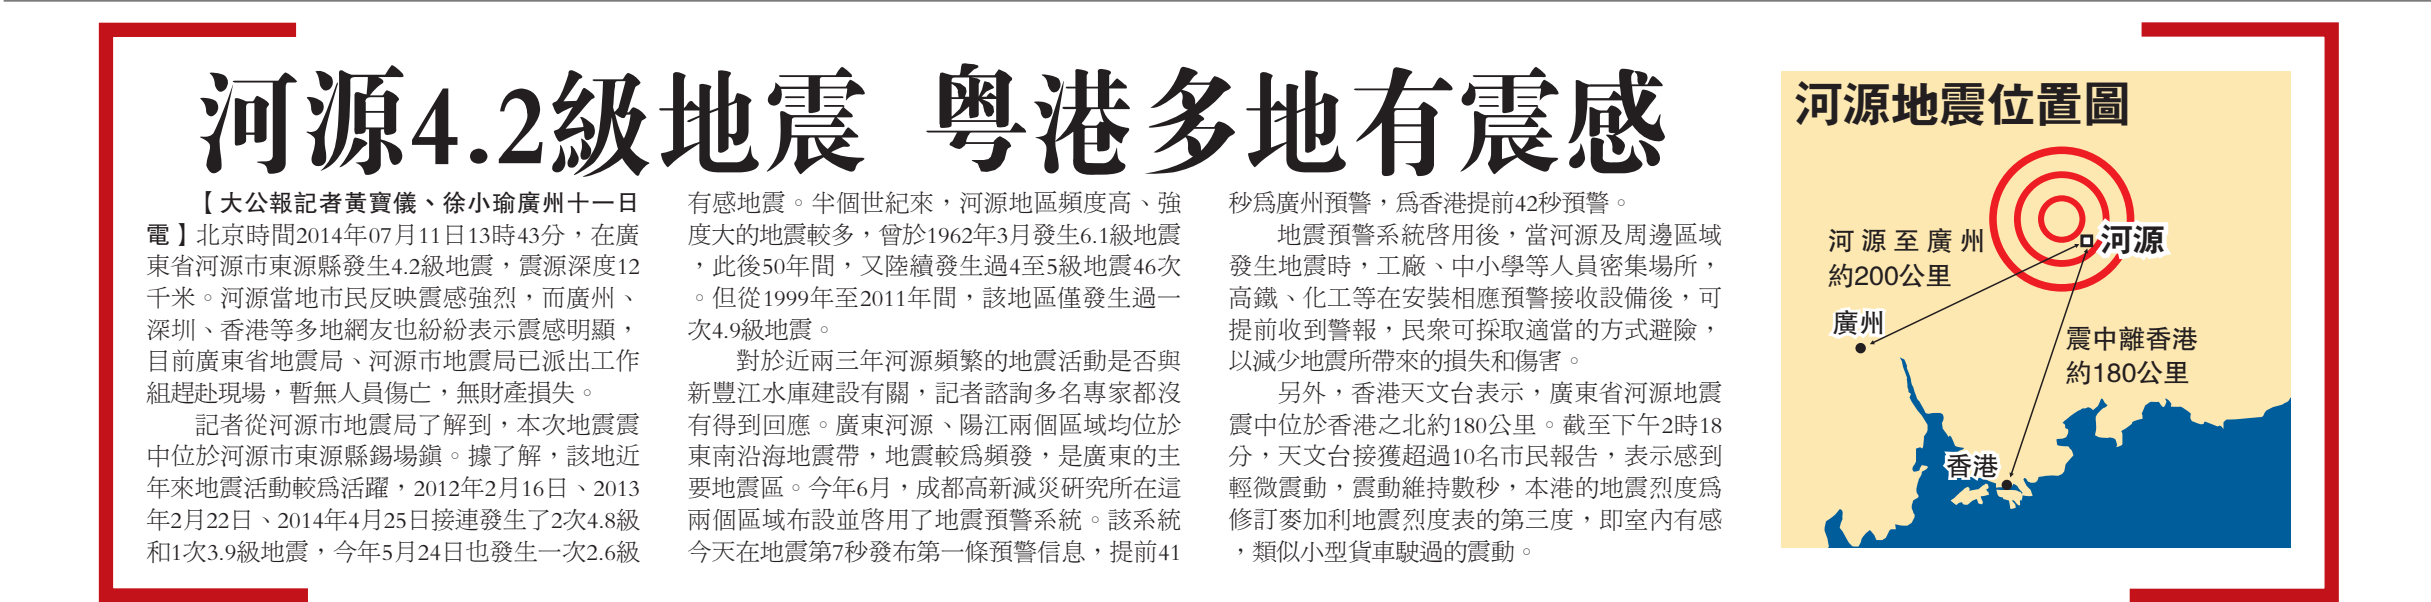 河源4.2級地震 粵港多地有震感
【大公報記者黃寶儀、徐小瑜廣州十一日
電】北京時間2014年07月11日13時43分，在廣
東省河源市東源縣發生4.2級地震，震源深度12
千米。河源當地市民反映震感強烈，而廣州、
深圳、香港等多地網友也紛紛表示震感明顯，
目前廣東省地震局、河源市地震局已派出工作
組趕赴現場，暫無人員傷亡，無財產損失。
記者從河源市地震局了解到，本次地震震
中位於河源市東源縣錫場鎮。據了解，該地近
年來地震活動較為活躍，2012年2月16日、2013
年2月22日、2014年4月25日接連發生了2次4.8級
和1次3.9級地震，今年5月24日也發生一次2.6級
有感地震。半個世紀來，河源地區頻度高、強
度大的地震較多，曾於1962年3月發生6.1級地震
，此後50年間，又陸續發生過4至5級地震46次
。但從1999年至2011年間，該地區僅發生過一
次4.9級地震。
對於近兩三年河源頻繁的地震活動是否與
新豐江水庫建設有關，記者諮詢多名專家都沒
有得到回應。廣東河源、陽江兩個區域均位於
東南沿海地震帶，地震較為頻發，是廣東的主
要地震區。今年6月，成都高新減災研究所在這
兩個區域布設並啓用了地震預警系統。該系統
今天在地震第7秒發布第一條預警信息，提前41
秒為廣州預警，為香港提前42秒預警。
地震預警系統啓用後，當河源及周邊區域
發生地震時，工廠、中小學等人員密集場所，
高鐵、化工等在安裝相應預警接收設備後，可
提前收到警報，民衆可採取適當的方式避險，
以減少地震所帶來的損失和傷害。
另外，香港天文台表示，廣東省河源地震
震中位於香港之北約180公里。截至下午2時18
分，天文台接獲超過10名市民報告，表示感到
輕微震動，震動維持數秒，本港的地震烈度為
修訂麥加利地震烈度表的第三度，即室內有感
，類似小型貨車駛過的震動。
河源地震位置圖
河源
河源至廣州
約200公里
廣州
震中離香港
約180公里
香港